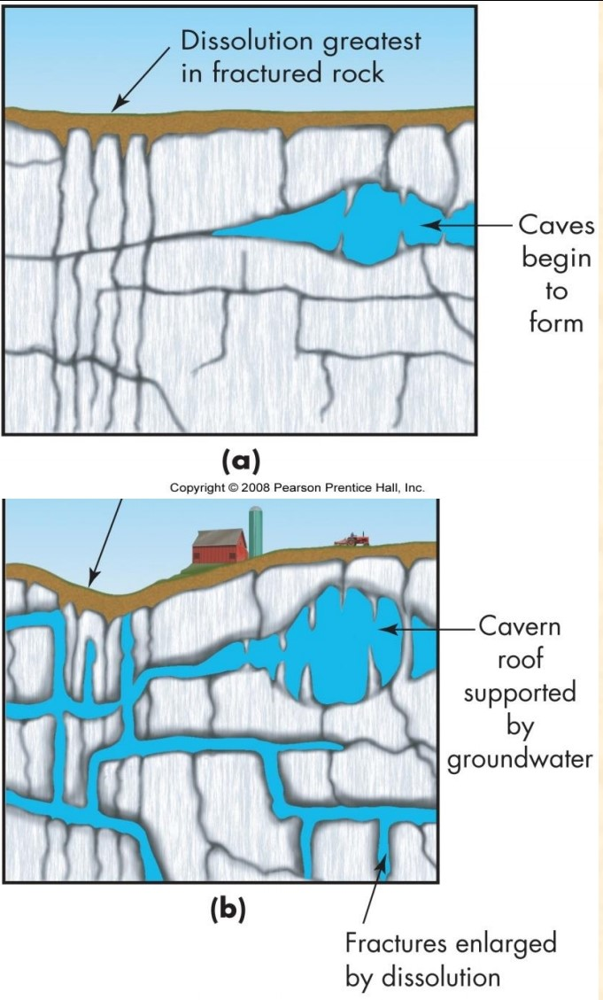 Dissolution greatest
in fractured rock
Caves
begin
to
form
(a)
Copyright © 2008 Pearson Prentice Hall, Inc.
Cavern
roof
supported
by
groundwater
(b)
Fractures enlarged
by dissolution